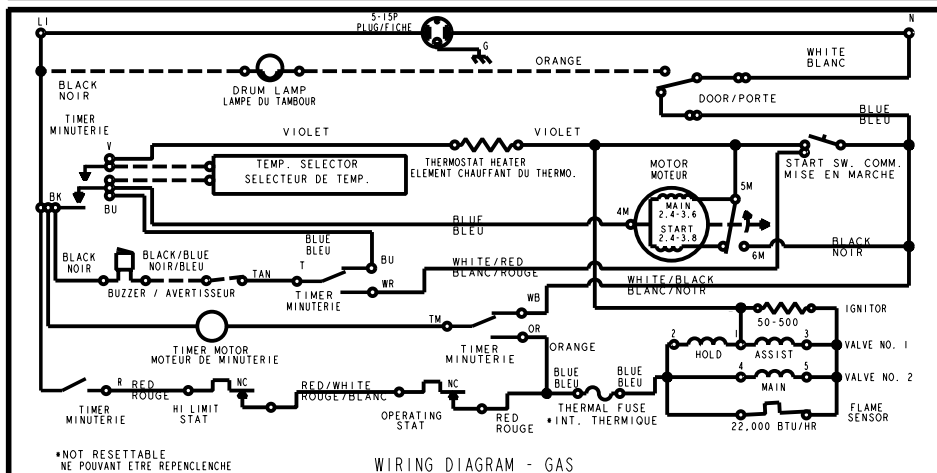 L1
5-15P
PLUG/FICHE
N
G
WHITE
BLANC
ORANGE
BLACK
NOIR
DRUM LAMP
LAMPE DU TAMBOUR
DOOR/PORTE
BLUE
BLEU
TIMER
MINUTERIE
VIOLET
VIOLET
V
TEMP. SELECTOR
SELECTEUR DE TEMP.
THERMOSTAT HEATER
ELEMENT CHAUFFANT DU THERMO.
MOTOR
MOTEUR
START SW. COMM.
MISE EN MARCHE
BK
BU
5M
MAIN
2.4-3.6
4M
START
2.4-3.8
6M
BLUE
BLEU
BLUE
BLEU
BLACK
NOIR
BLACK
NOIR
BLACK/BLUE
NOIR/BLEU
TAN
T
BU
WHITE/RED
BLANC/ROUGE
WR
BUZZER / AVERTISSEUR
TIMER
MINUTERIE
WHITE/BLACK
BLANC/NOIR
WB
TM
IGNITOR
50-500
OR
TIMER MOTOR
MOTEUR DE MINUTERIE
TIMER
MINUTERIE
ORANGE
2
1
3
VALVE NO. 1
HOLD
ASSIST
BLUE
BLEU
BLUE
BLEU
4
5
VALVE NO. 2
MAIN
R
RED
ROUGE
NC
RED/WHITE
ROUGE/BLANC
NC
TIMER
MINUTERIE
HI LIMIT
STAT
OPERATING
STAT
RED
ROUGE
THERMAL FUSE
*INT. THERMIQUE
22,000 BTU/HR
FLAME
SENSOR
*NOT RESETTABLE
NE POUVANT ETRE REPENCLENCHE
WIRING DIAGRAM - GAS